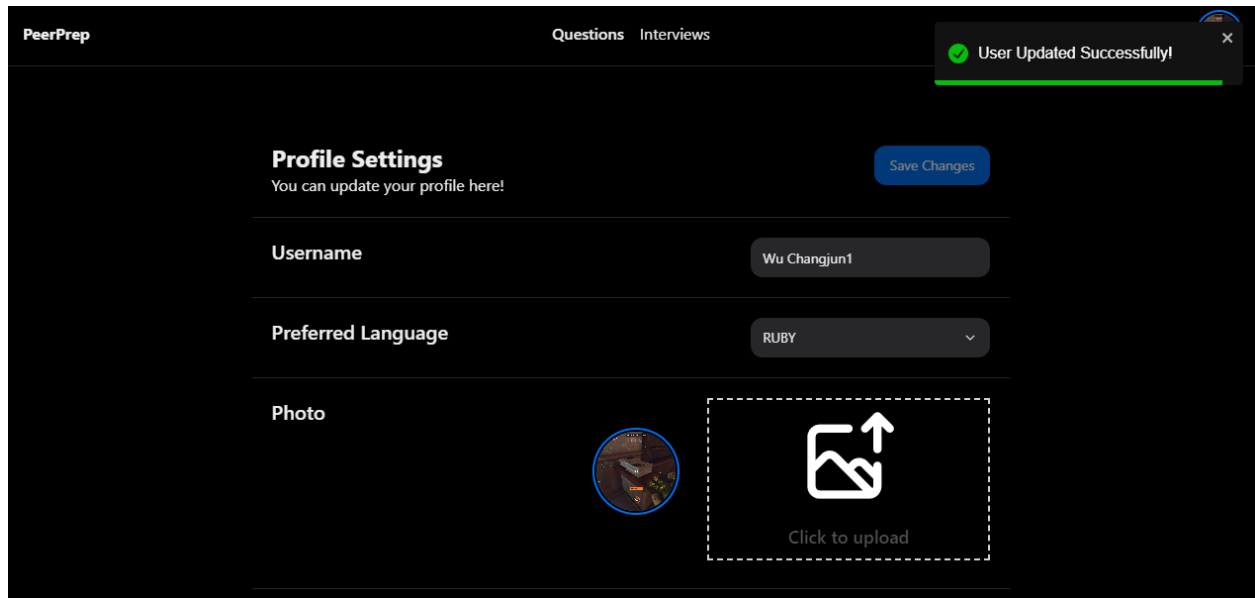 PeerPrep
Questions Interviews
User Updated Successfully!
Profile Settings
Save Changes
You can update your profile here!
Username
Wu Changjun1
Preferred Language
RUBY
Photo
Click to upload